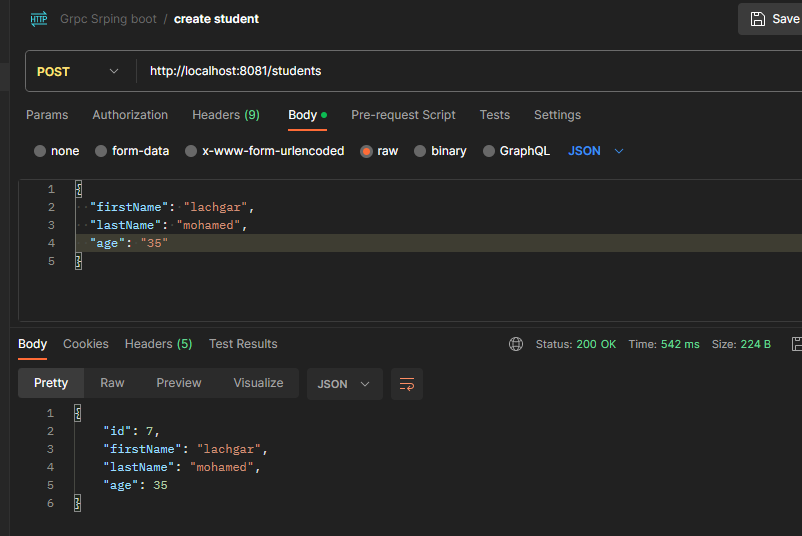 HTTP Grpc Srping boot / create student Save
POST http://localhost:8081/students
Params Authorization Headers (9) Body Pre-request Script Tests Settings
none form-data x-www-form-urlencoded raw binary GraphQL JSON
1 {
2 "firstName": "lachgar",
3 "lastName": "mohamed",
4 "age": "35"
5 }
Body Cookies Headers (5) Test Results Status: 200 OK Time: 542 ms Size: 224 B
Pretty Raw Preview Visualize JSON
1 {
2 "id": 7,
3 "firstName": "lachgar",
4 "lastName": "mohamed",
5 "age": 35
6 }